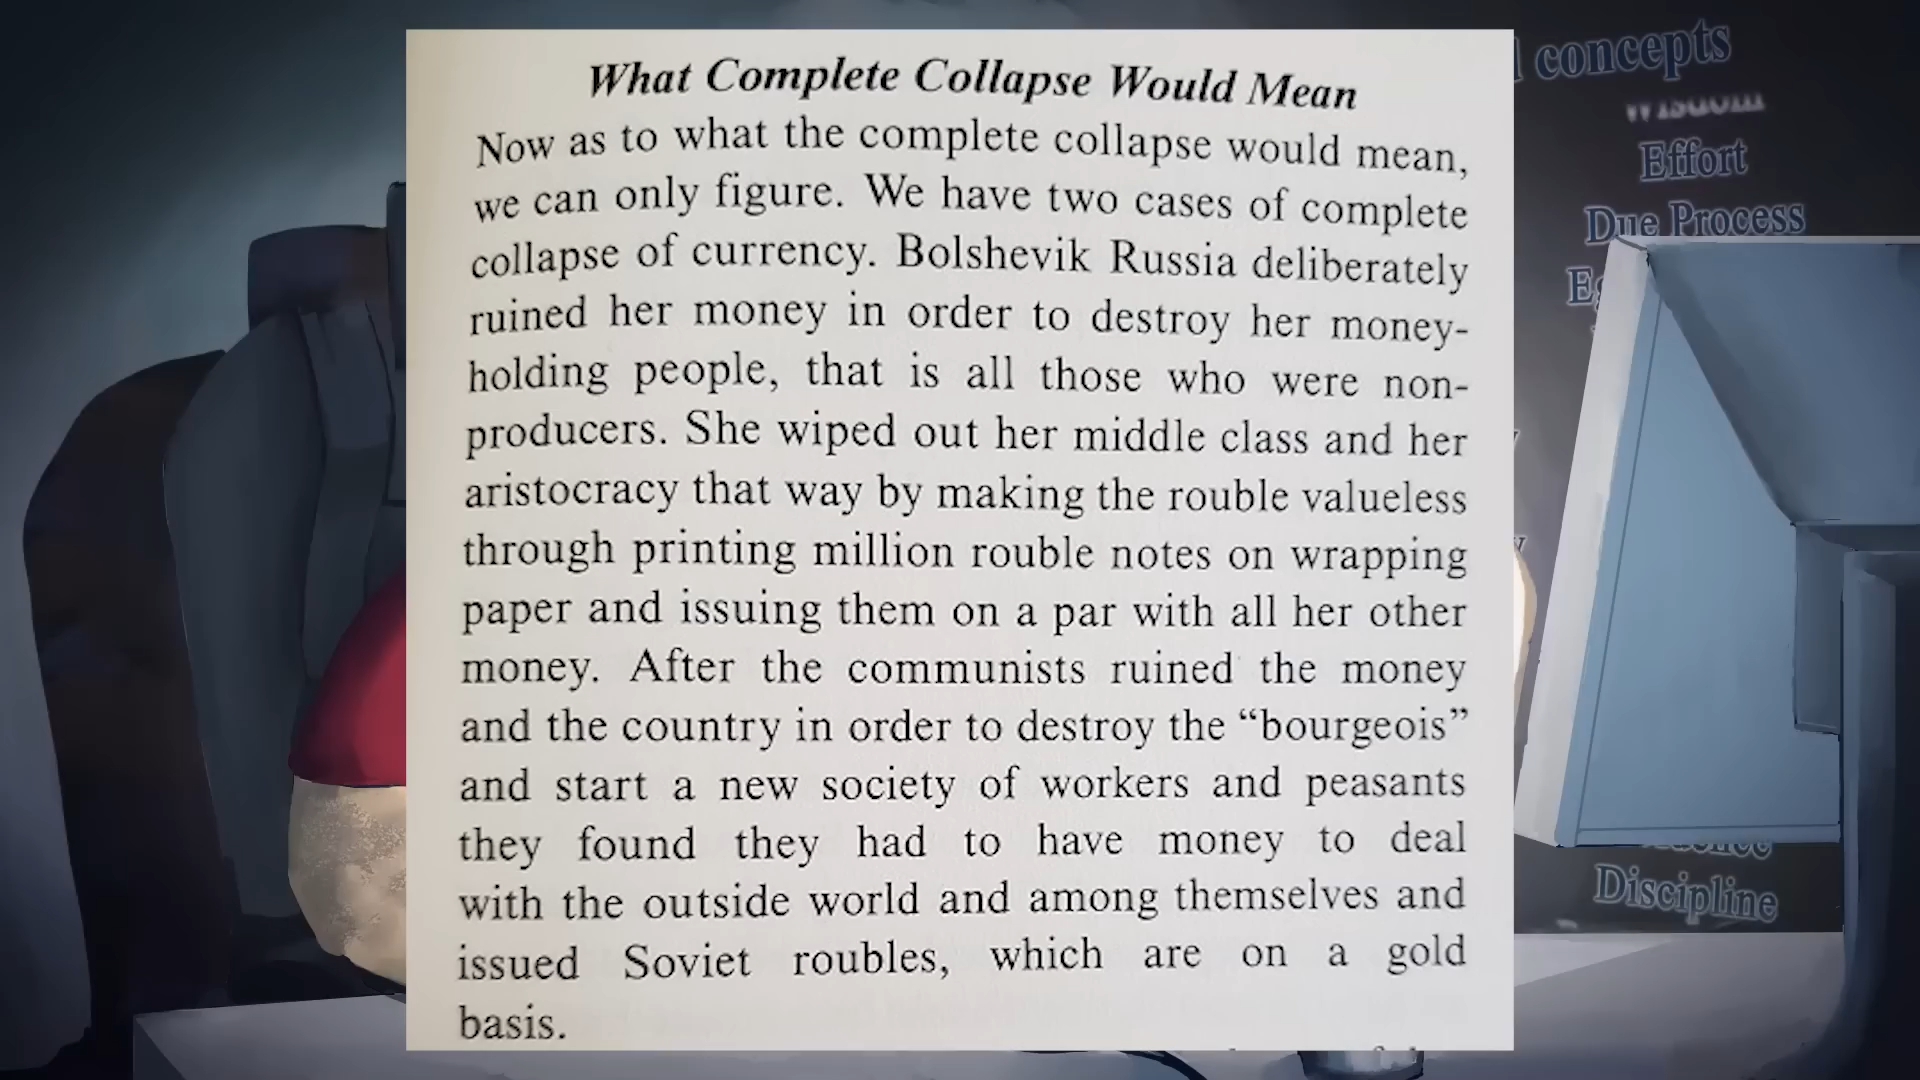 What Complete Collapse Would Mean
Now as to what the complete collapse would mean,
we can only figure. We have two cases of complete
collapse of currency. Bolshevik Russia deliberately
ruined her money in order to destroy her money-
holding people, that is all those who were non-
producers. She wiped out her middle class and her
aristocracy that way by making the rouble valueless
through printing million rouble notes on wrapping
paper and issuing them on a par with all her other
money. After the communists ruined the money
and the country in order to destroy the “bourgeois”
and start a new society of workers and peasants
they found they had to have money to deal
with the outside world and among themselves and
issued Soviet roubles, which are on a gold
basis.
concepts
Wisdom
Effort
Due Process
Discipline